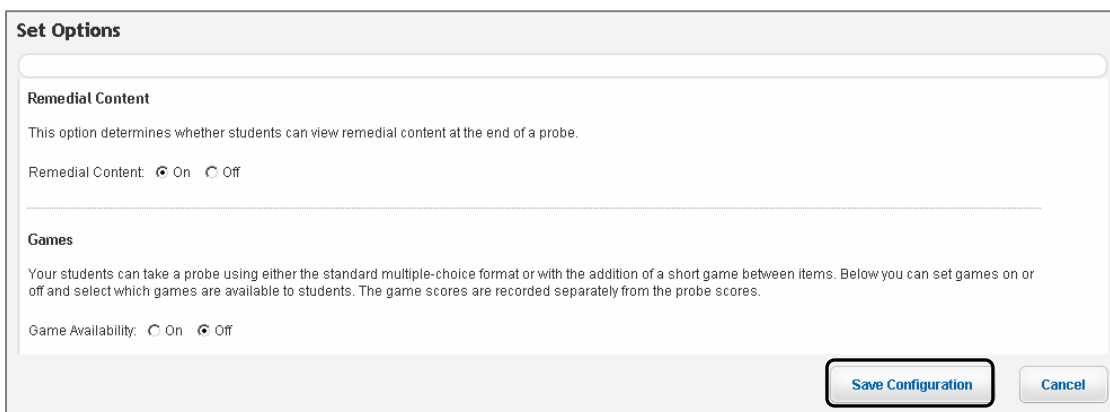 Set Options
Remedial Content
This option determines whether students can view remedial content at the end of a probe.
Remedial Content: On Off
Games
Your students can take a probe using either the standard multiple-choice format or with the addition of a short game between items. Below you can set games on or
off and select which games are available to students. The game scores are recorded separately from the probe scores.
Game Availability: On Off
Save Configuration Cancel